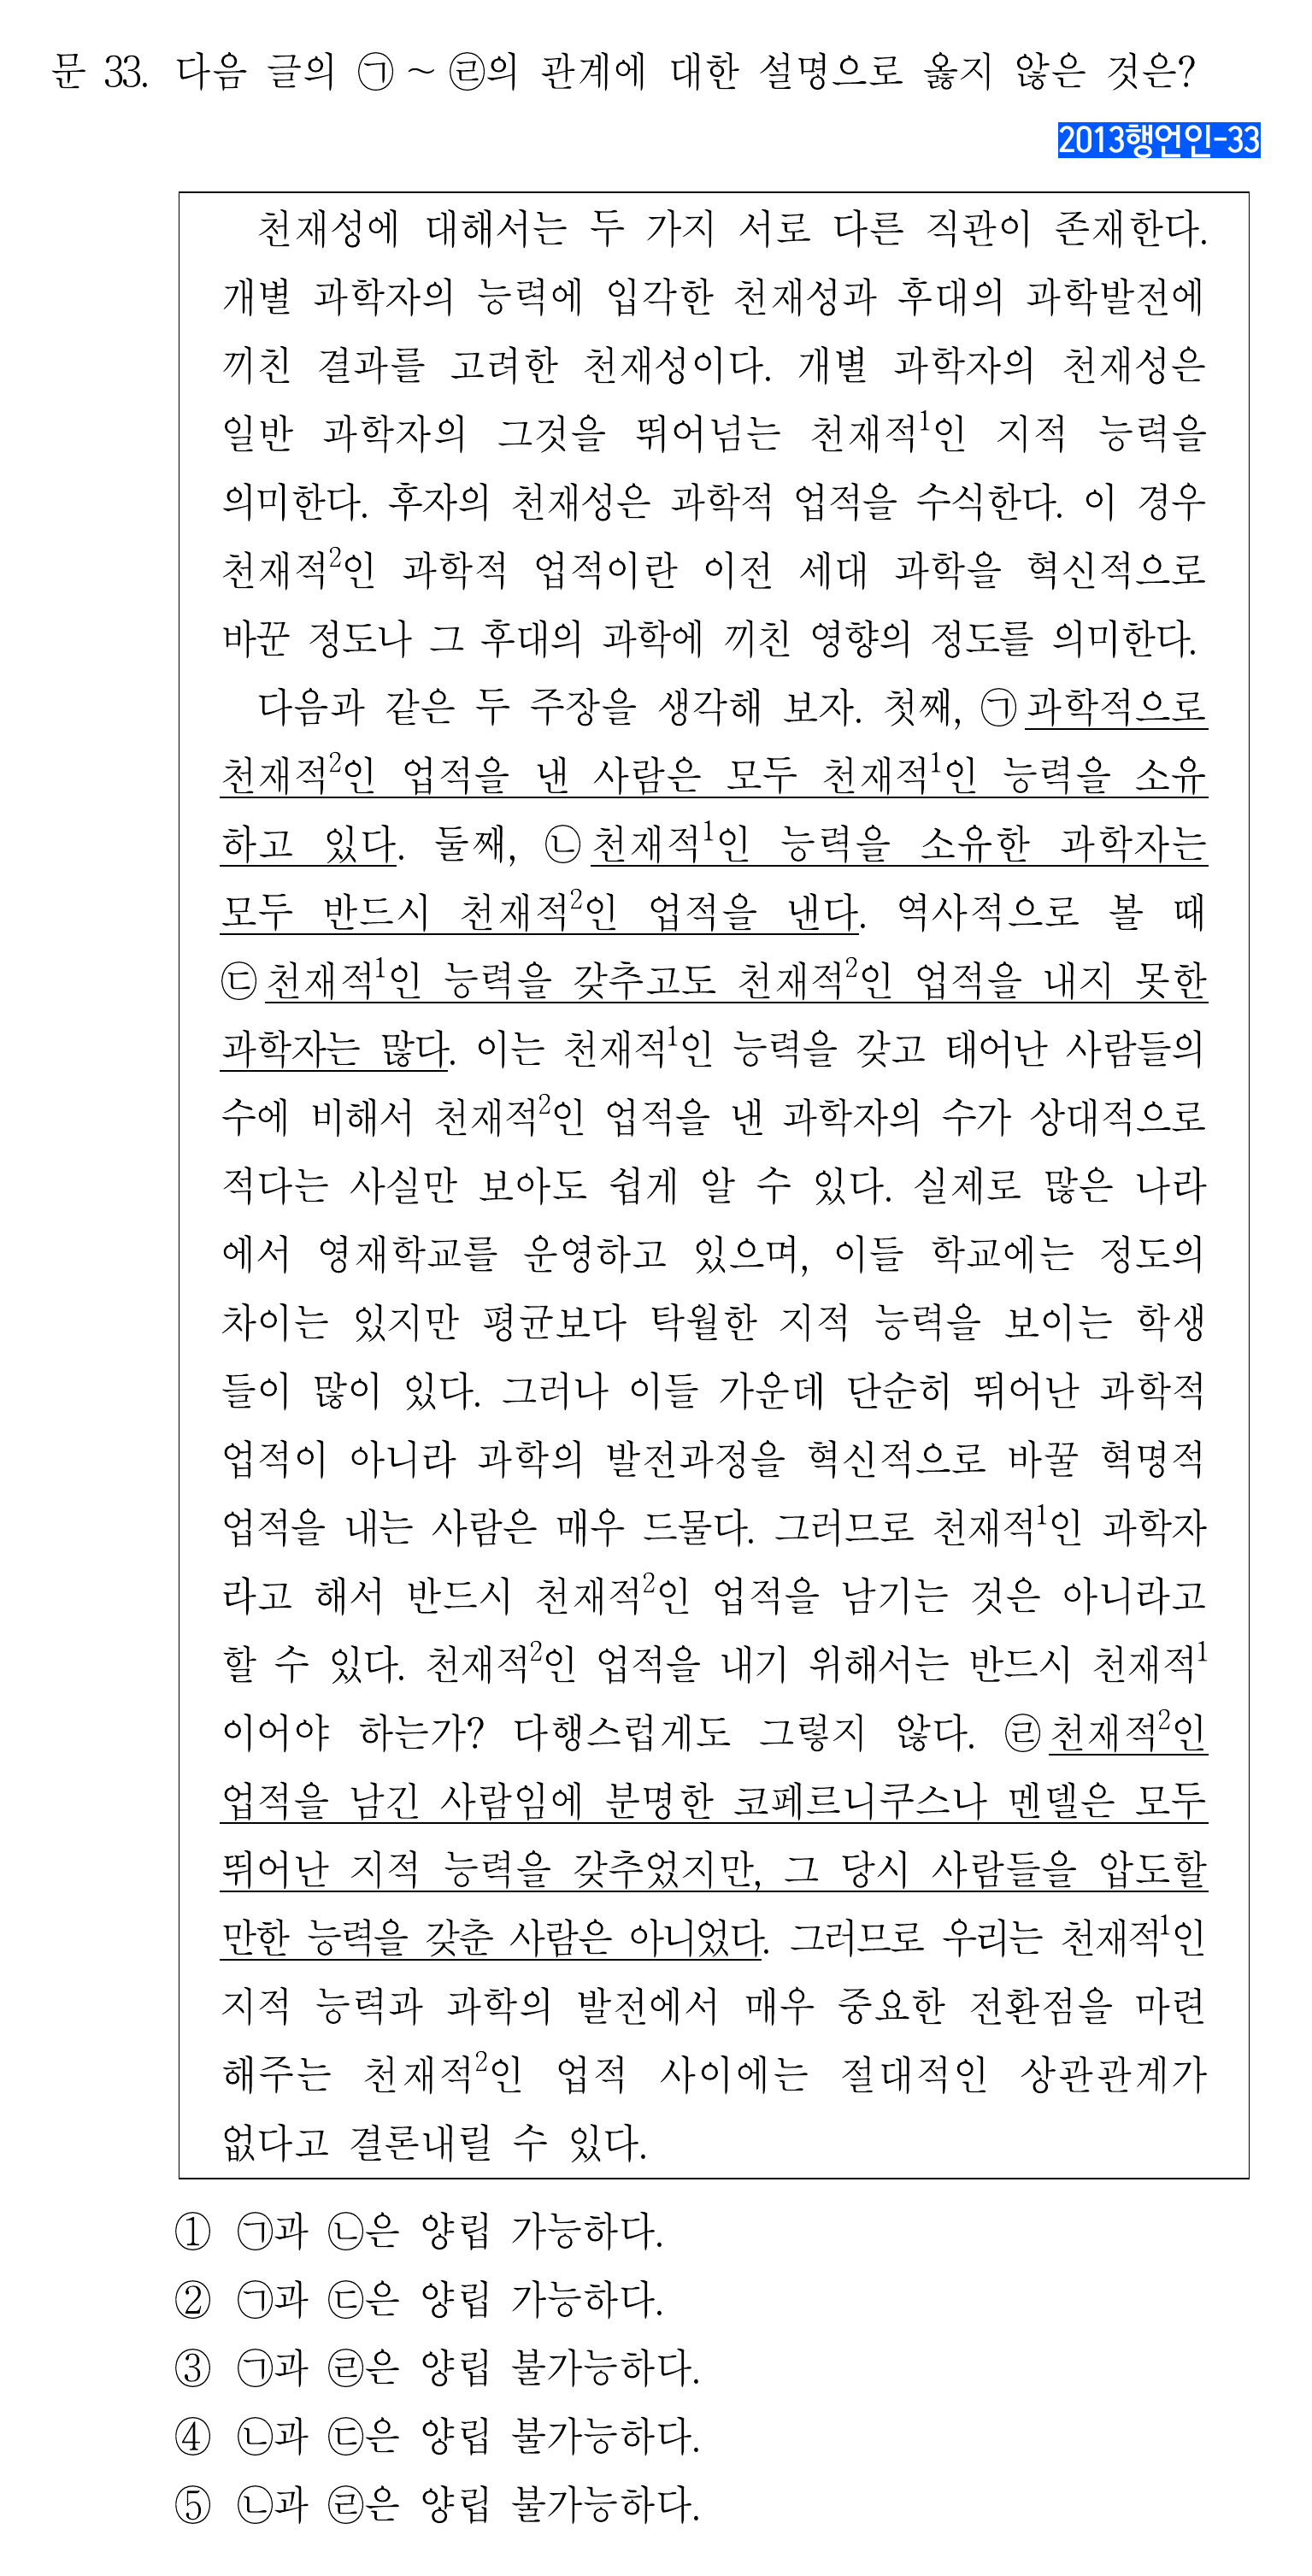 문 33. 다음 글의 ㉠~㉣의 관계에 대한 설명으로 옳지 않은 것은?
2013행언인-33
천재성에 대해서는 두 가지 서로 다른 직관이 존재한다.
개별 과학자의 능력에 입각한 천재성과 후대의 과학발전에
끼친 결과를 고려한 천재성이다. 개별 과학자의 천재성은
일반 과학자의 그것을 뛰어넘는 천재적¹인 지적 능력을
의미한다. 후자의 천재성은 과학적 업적을 수식한다. 이 경우
천재적²인 과학적 업적이란 이전 세대 과학을 혁신적으로
바꾼 정도나 그 후대의 과학에 끼친 영향의 정도를 의미한다.
다음과 같은 두 주장을 생각해 보자. 첫째, ㉠과학적으로
천재적²인 업적을 낸 사람은 모두 천재적¹인 능력을 소유
하고 있다. 둘째, ㉡천재적¹인 능력을 소유한 과학자는
모두 반드시 천재적²인 업적을 낸다. 역사적으로 볼 때
㉢천재적¹인 능력을 갖추고도 천재적²인 업적을 내지 못한
과학자는 많다. 이는 천재적¹인 능력을 갖고 태어난 사람들의
수에 비해서 천재적²인 업적을 낸 과학자의 수가 상대적으로
적다는 사실만 보아도 쉽게 알 수 있다. 실제로 많은 나라
에서 영재학교를 운영하고 있으며, 이들 학교에는 정도의
차이는 있지만 평균보다 탁월한 지적 능력을 보이는 학생
들이 많이 있다. 그러나 이들 가운데 단순히 뛰어난 과학적
업적이 아니라 과학의 발전과정을 혁신적으로 바꿀 혁명적
업적을 내는 사람은 매우 드물다. 그러므로 천재적¹인 과학자
라고 해서 반드시 천재적²인 업적을 남기는 것은 아니라고
할 수 있다. 천재적²인 업적을 내기 위해서는 반드시 천재적¹
이어야 하는가? 다행스럽게도 그렇지 않다. ㉣천재적²인
업적을 남긴 사람임에 분명한 코페르니쿠스나 멘델은 모두
뛰어난 지적 능력을 갖추었지만, 그 당시 사람들을 압도할
만한 능력을 갖춘 사람은 아니었다. 그러므로 우리는 천재적¹인
지적 능력과 과학의 발전에서 매우 중요한 전환점을 마련
해주는 천재적²인 업적 사이에는 절대적인 상관관계가
없다고 결론내릴 수 있다.
① ㉠과 ㉡은 양립 가능하다.
② ㉠과 ㉢은 양립 가능하다.
③ ㉠과 ㉣은 양립 불가능하다.
④ ㉡과 ㉢은 양립 불가능하다.
⑤ ㉡과 ㉣은 양립 불가능하다.